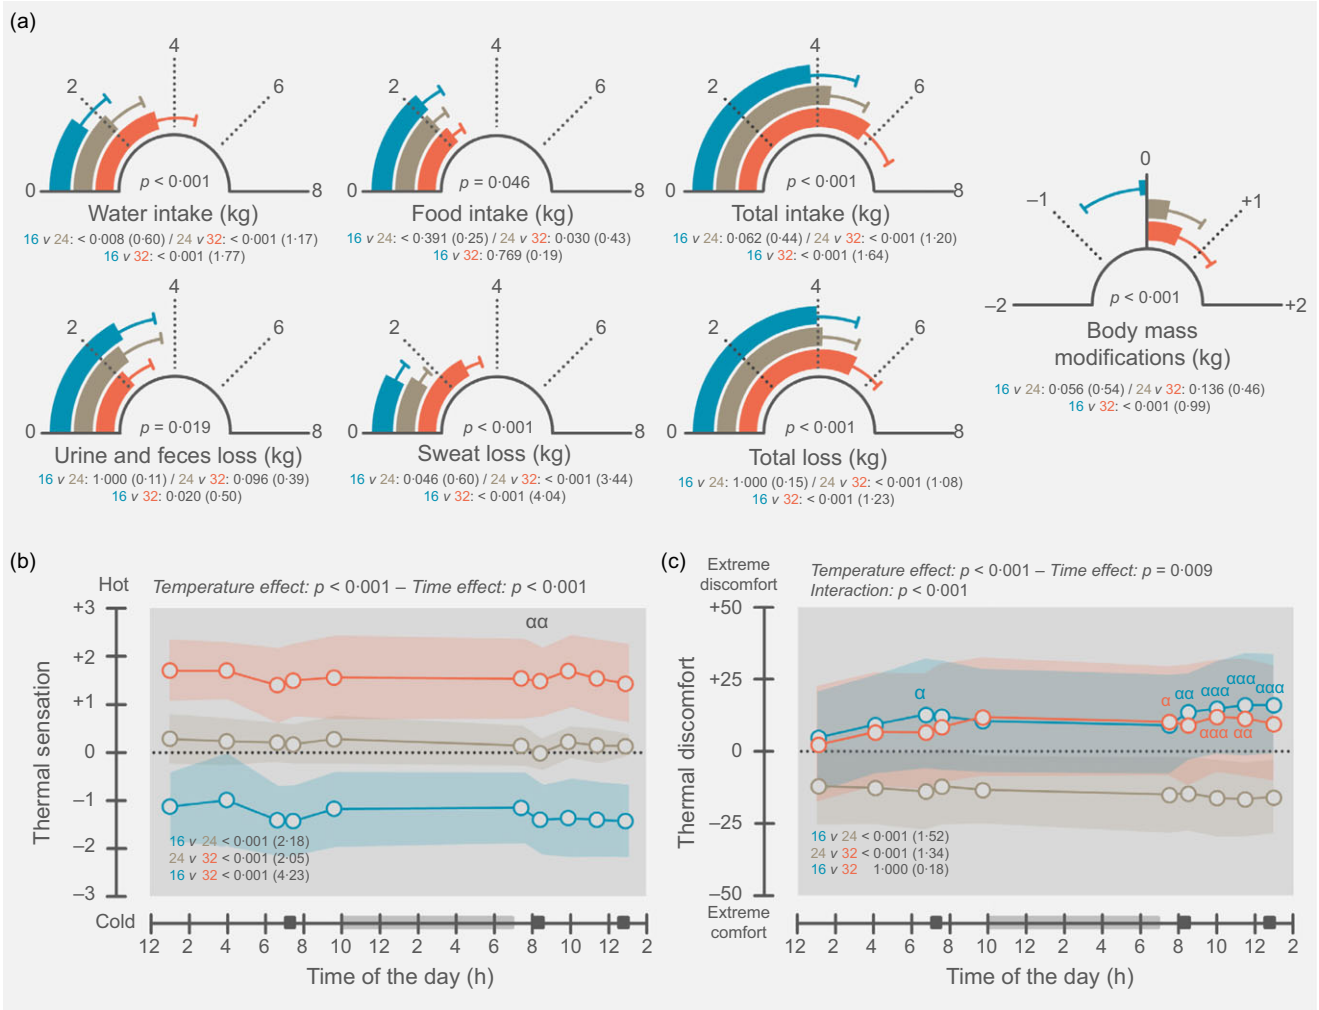 (a)
4
2
6
0
p < 0·001
8
Water intake (kg)
16 v 24: < 0·008 (0·60) / 24 v 32: < 0·001 (1·17)
16 v 32: < 0·001 (1·77)
4
2
6
0
p = 0·046
8
Food intake (kg)
16 v 24: < 0·391 (0·25) / 24 v 32: 0·030 (0·43)
16 v 32: 0·769 (0·19)
4
2
6
0
p < 0·001
8
Total intake (kg)
16 v 24: 0·062 (0·44) / 24 v 32: < 0·001 (1·20)
16 v 32: < 0·001 (1·64)
0
–1
+1
–2
p < 0·001
+2
Body mass
modifications (kg)
16 v 24: 0·056 (0·54) / 24 v 32: 0·136 (0·46)
16 v 32: < 0·001 (0·99)
4
2
6
0
p = 0·019
8
Urine and feces loss (kg)
16 v 24: 1·000 (0·11) / 24 v 32: 0·096 (0·39)
16 v 32: 0·020 (0·50)
4
2
6
0
p < 0·001
8
Sweat loss (kg)
16 v 24: 0·046 (0·60) / 24 v 32: < 0·001 (3·44)
16 v 32: < 0·001 (4·04)
4
2
6
0
p < 0·001
8
Total loss (kg)
16 v 24: 1·000 (0·15) / 24 v 32: < 0·001 (1·08)
16 v 32: < 0·001 (1·23)
(b)
Hot
Temperature effect: p < 0·001 – Time effect: p < 0·001
+3
+2
+1
0
–1
–2
–3
Cold
Thermal sensation
αα
16 v 24 < 0·001 (2·18)
24 v 32 < 0·001 (2·05)
16 v 32 < 0·001 (4·23)
12 2 4 6 8 10 12 2 4 6 8 10 12 2
Time of the day (h)
(c)
Extreme
discomfort
Temperature effect: p < 0·001 – Time effect: p = 0·009
Interaction: p < 0·001
+50
+25
0
–25
–50
Extreme
comfort
Thermal discomfort
α
α αα ααα ααα ααα
ααα αα
16 v 24 < 0·001 (1·52)
24 v 32 < 0·001 (1·34)
16 v 32 1·000 (0·18)
12 2 4 6 8 10 12 2 4 6 8 10 12 2
Time of the day (h)